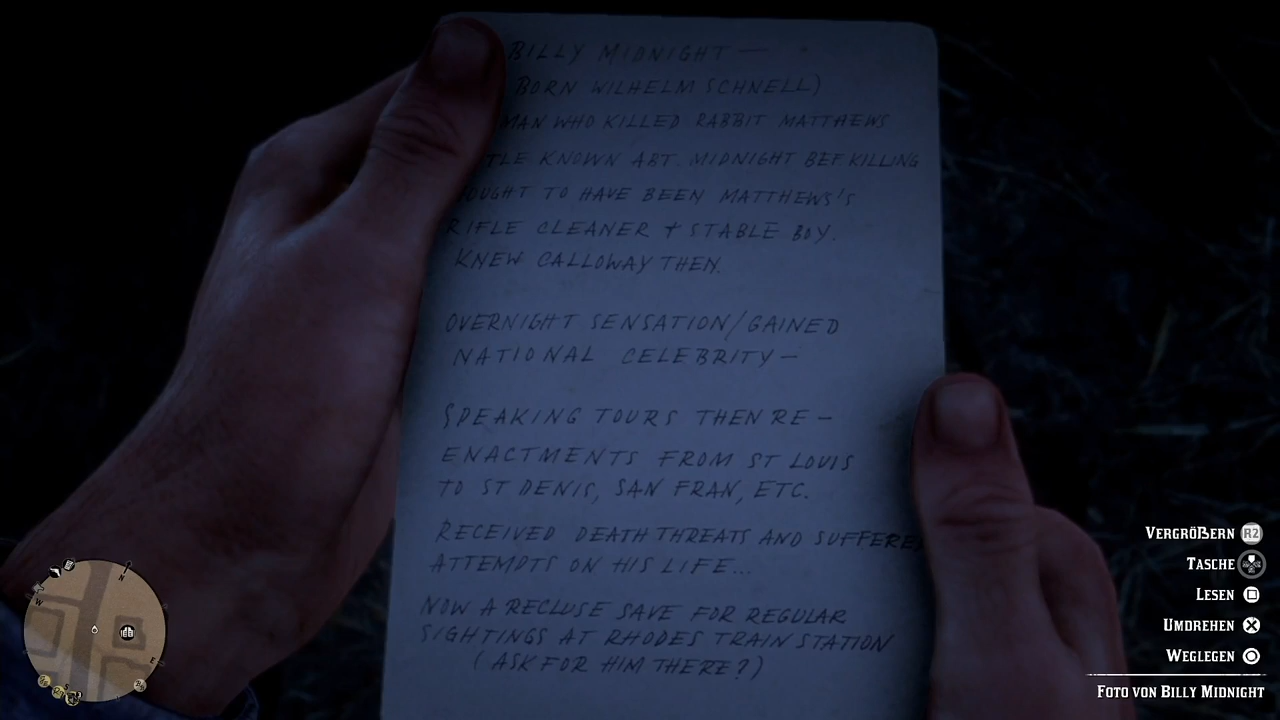 BILLY MIDNIGHT —
BORN WILHELM SCHNELL)
MAN WHO KILLED RABBIT MATTHEWS
TLE KNOWN ABT. MIDNIGHT BEF. KILLING
OUGHT TO HAVE BEEN MATTHEWS'S
RIFLE CLEANER + STABLE BOY.
KNEW CALLOWAY THEN.
OVERNIGHT SENSATION/GAINED
NATIONAL CELEBRITY —
SPEAKING TOURS THEN RE —
ENACTMENTS FROM ST LOUIS
TO ST DENIS, SAN FRAN, ETC.
RECEIVED DEATH THREATS AND SUFFERE
ATTEMPTS ON HIS LIFE...
NOW A RECLUSE SAVE FOR REGULAR
SIGHTINGS AT RHODES TRAIN STATION
(ASK FOR HIM THERE?)
VERGRÖßERN R2
TASCHE
LESEN
UMDREHEN
WEGLEGEN
FOTO VON BILLY MIDNIGHT
N
W
E